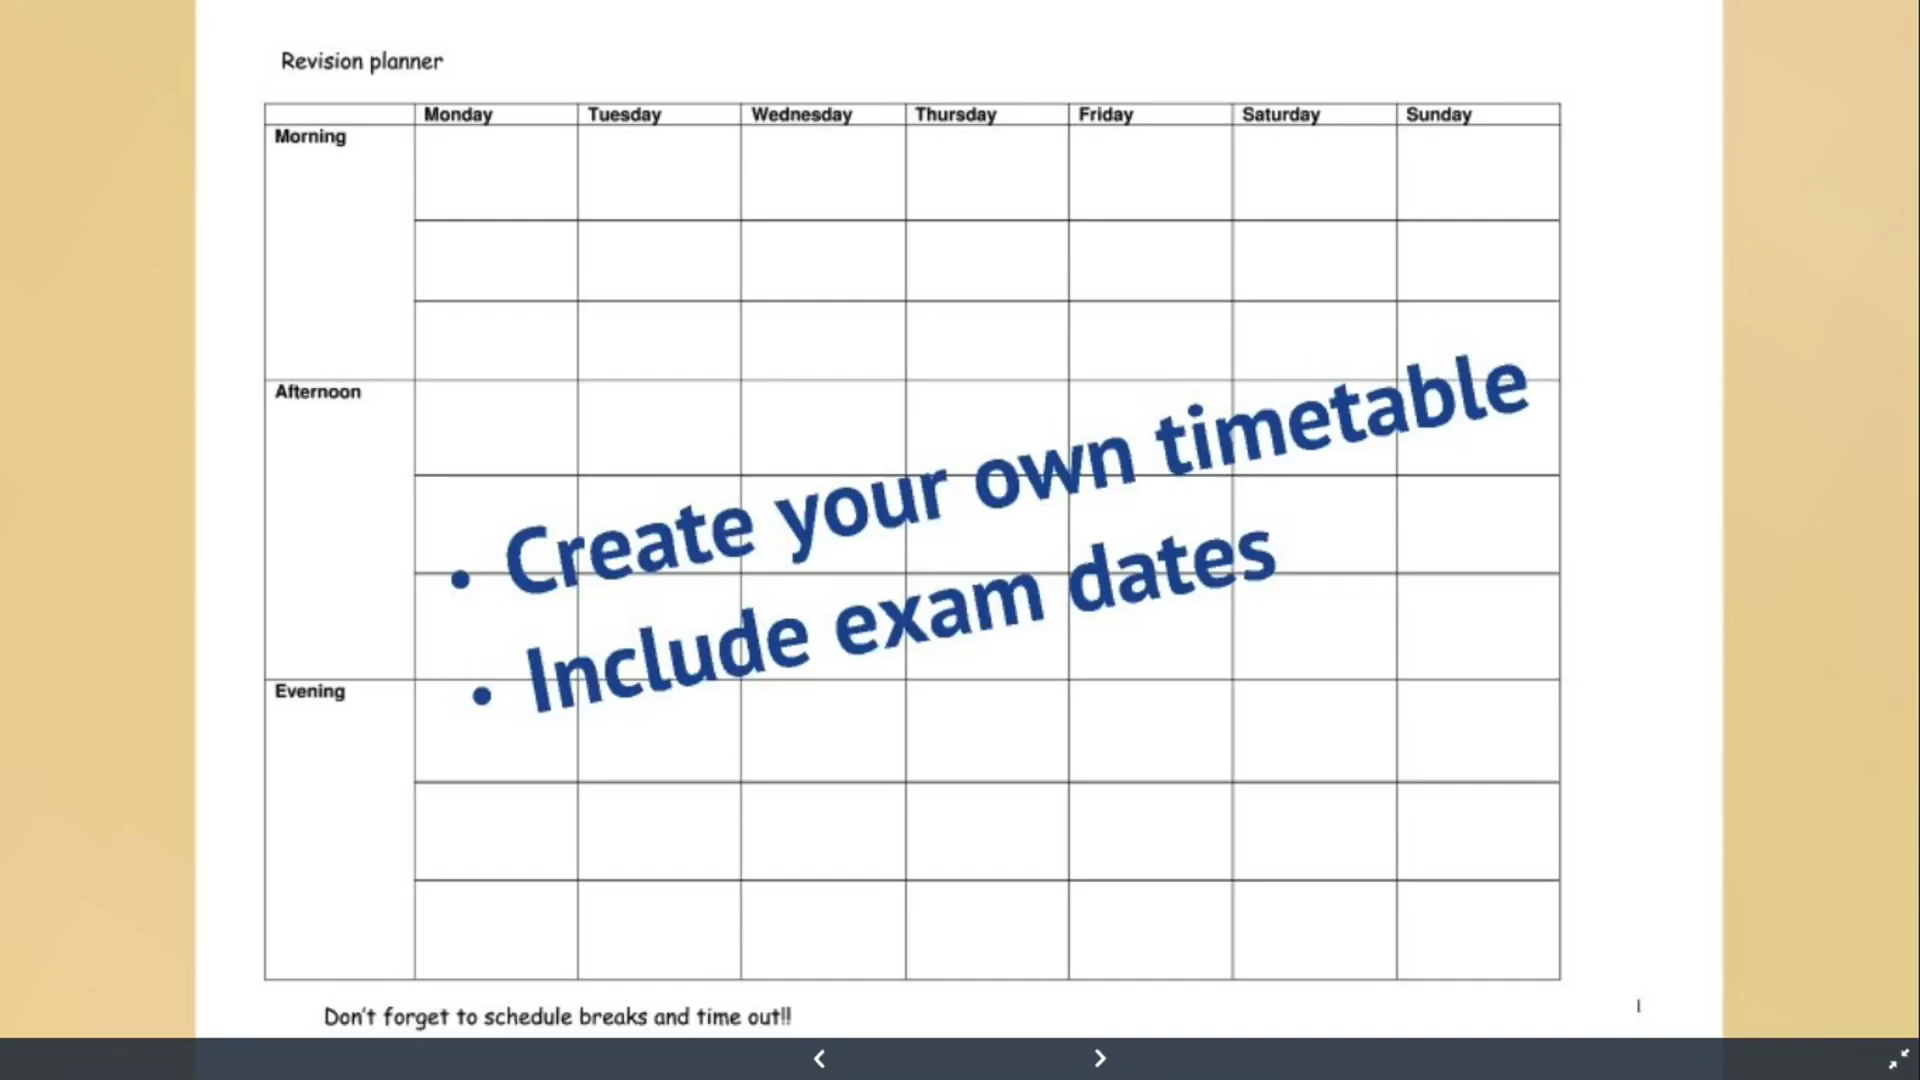 Revision planner
Monday Tuesday Wednesday Thursday Friday Saturday Sunday
Morning
Afternoon
• Create your own timetable
• Include exam dates
Evening
Don't forget to schedule breaks and time out!!
1